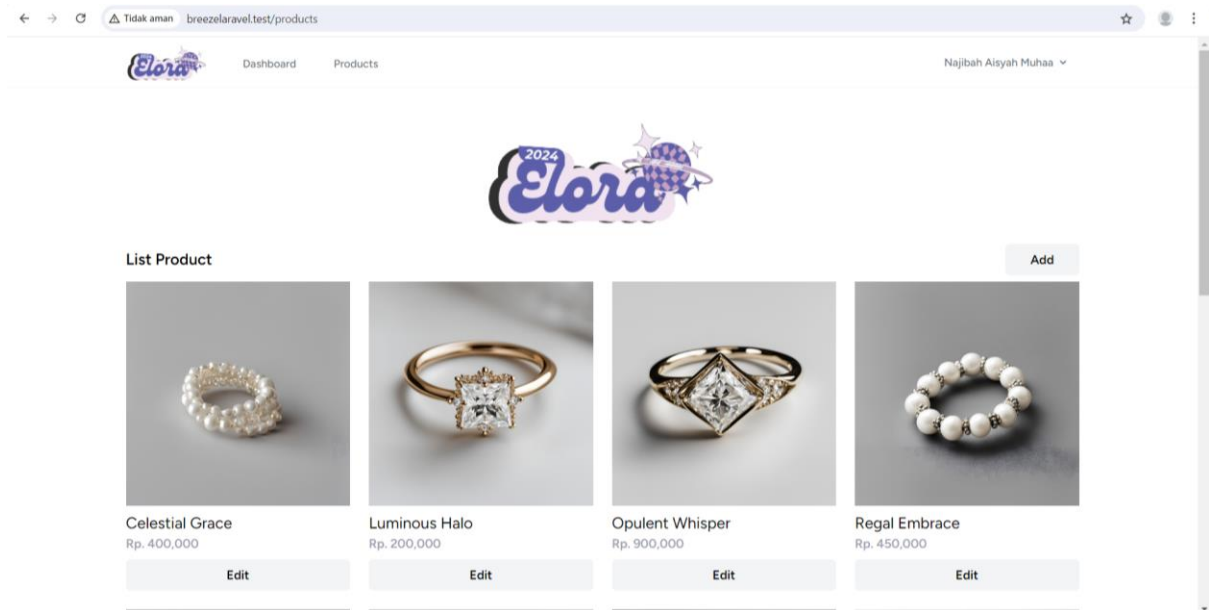 Tidak aman breezelaravel.test/products
Elora Dashboard Products Najibah Aisyah Muhaa
2024
Elora
List Product Add
Celestial Grace Luminous Halo Opulent Whisper Regal Embrace
Rp. 400,000 Rp. 200,000 Rp. 900,000 Rp. 450,000
Edit Edit Edit Edit